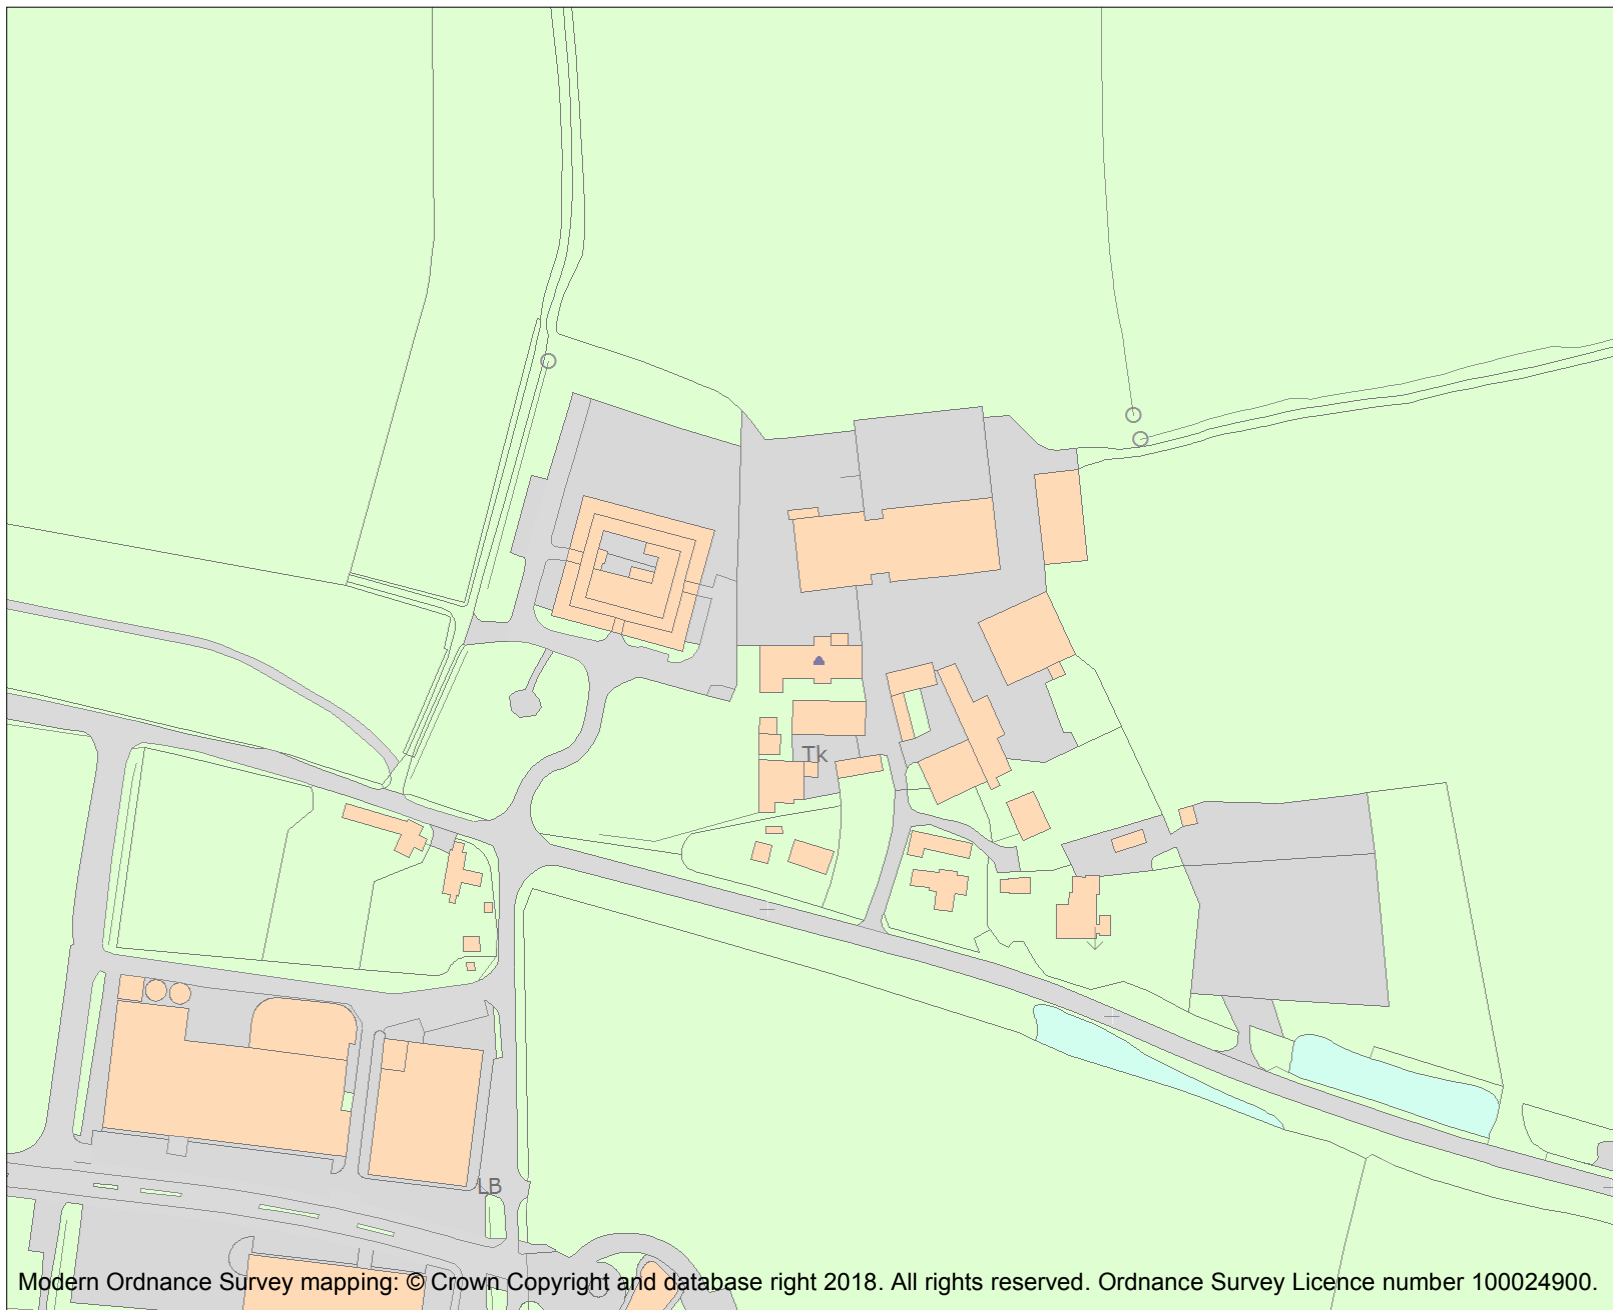 Tk
LB
Modern Ordnance Survey mapping: © Crown Copyright and database right 2018. All rights reserved. Ordnance Survey Licence number 100024900.